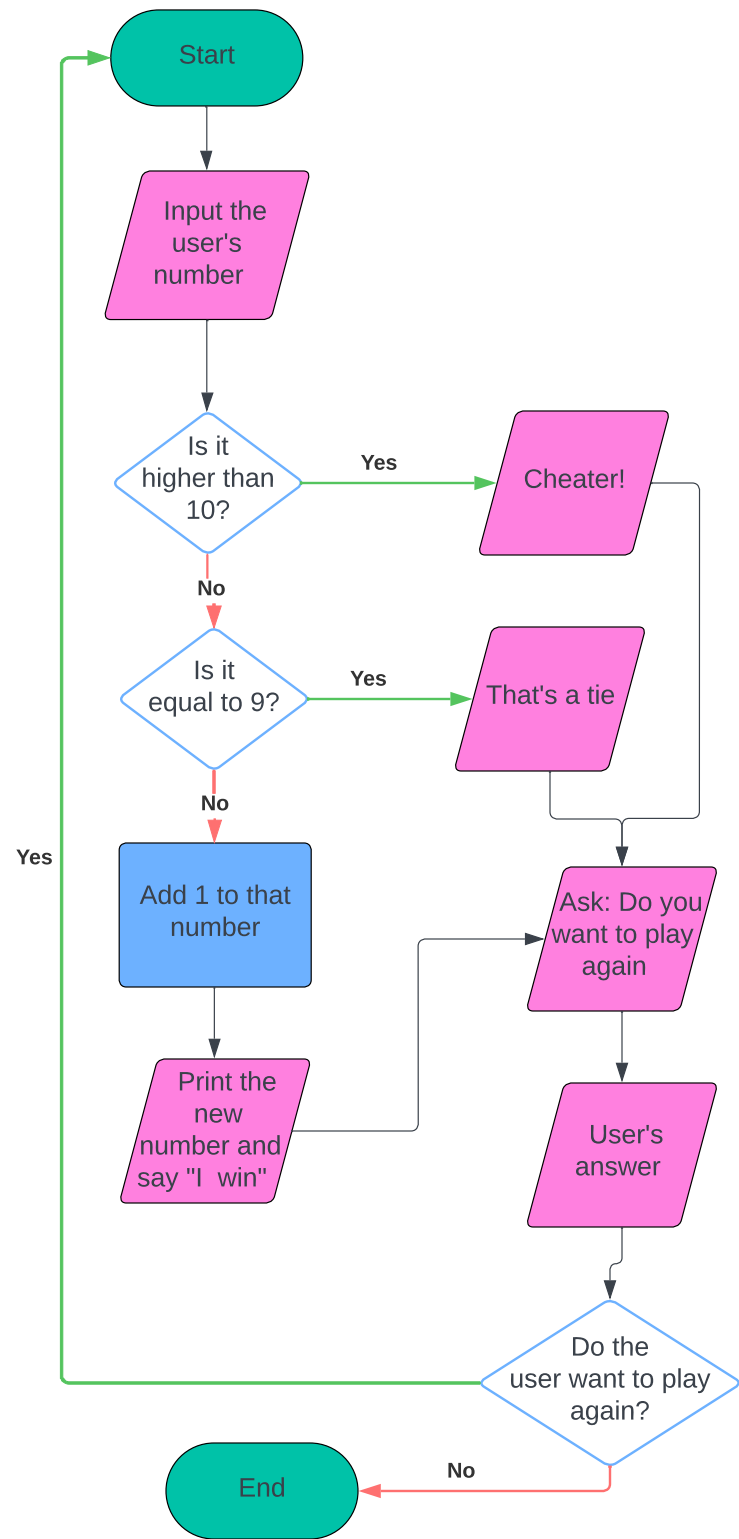 Start
Input the
user's
number
Is it
higher than
10?
Yes
Cheater!
No
Is it
equal to 9?
Yes
That's a tie
No
Yes
Add 1 to that
number
Ask: Do you
want to play
again
Print the
new
number and
say "I  win"
User's
answer
Do the
user want to play
again?
No
End